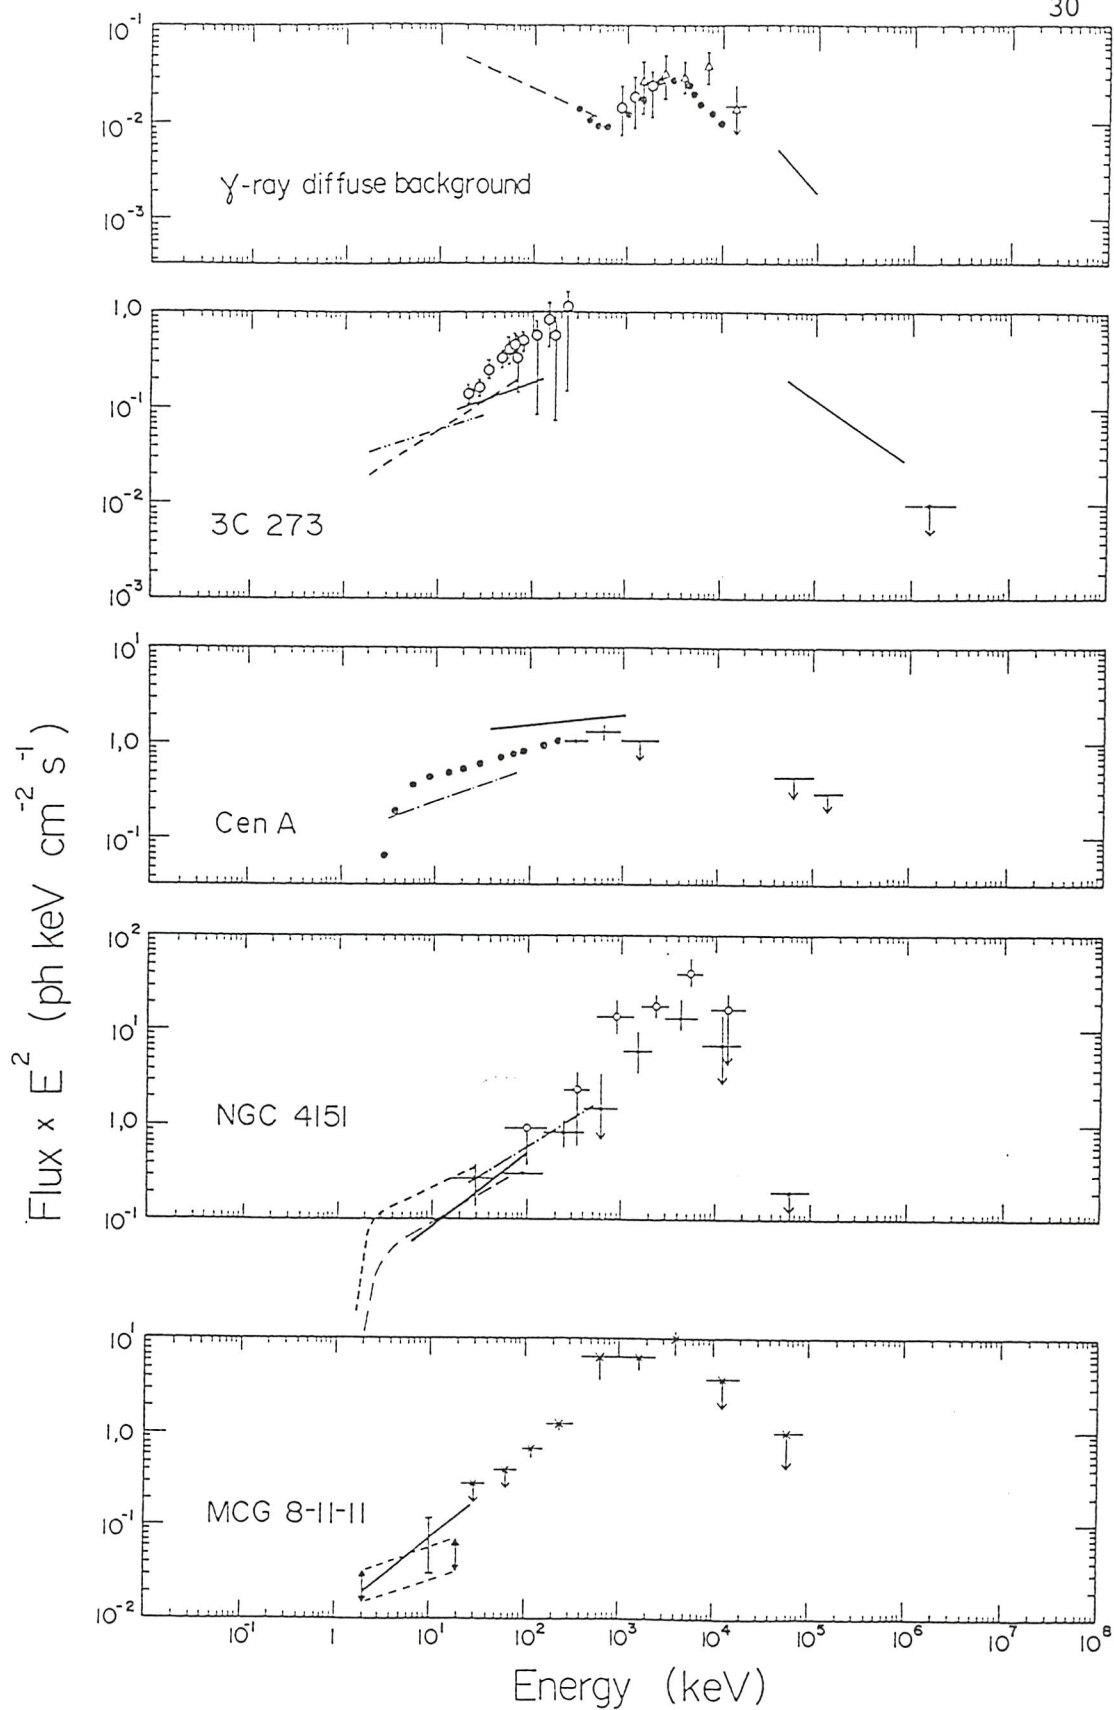 30
10⁻¹
10⁻²
γ-ray diffuse background
10⁻³
1,0
10⁻¹
10⁻²
3C 273
10⁻³
10¹
1,0
Cen A
10⁻¹
10²
10¹
NGC 4151
1,0
10⁻¹
10¹
1,0
MCG 8-11-11
10⁻¹
10⁻²
Flux x E² (ph keV cm⁻² s⁻¹)
10⁻¹ 1 10¹ 10² 10³ 10⁴ 10⁵ 10⁶ 10⁷ 10⁸
Energy (keV)